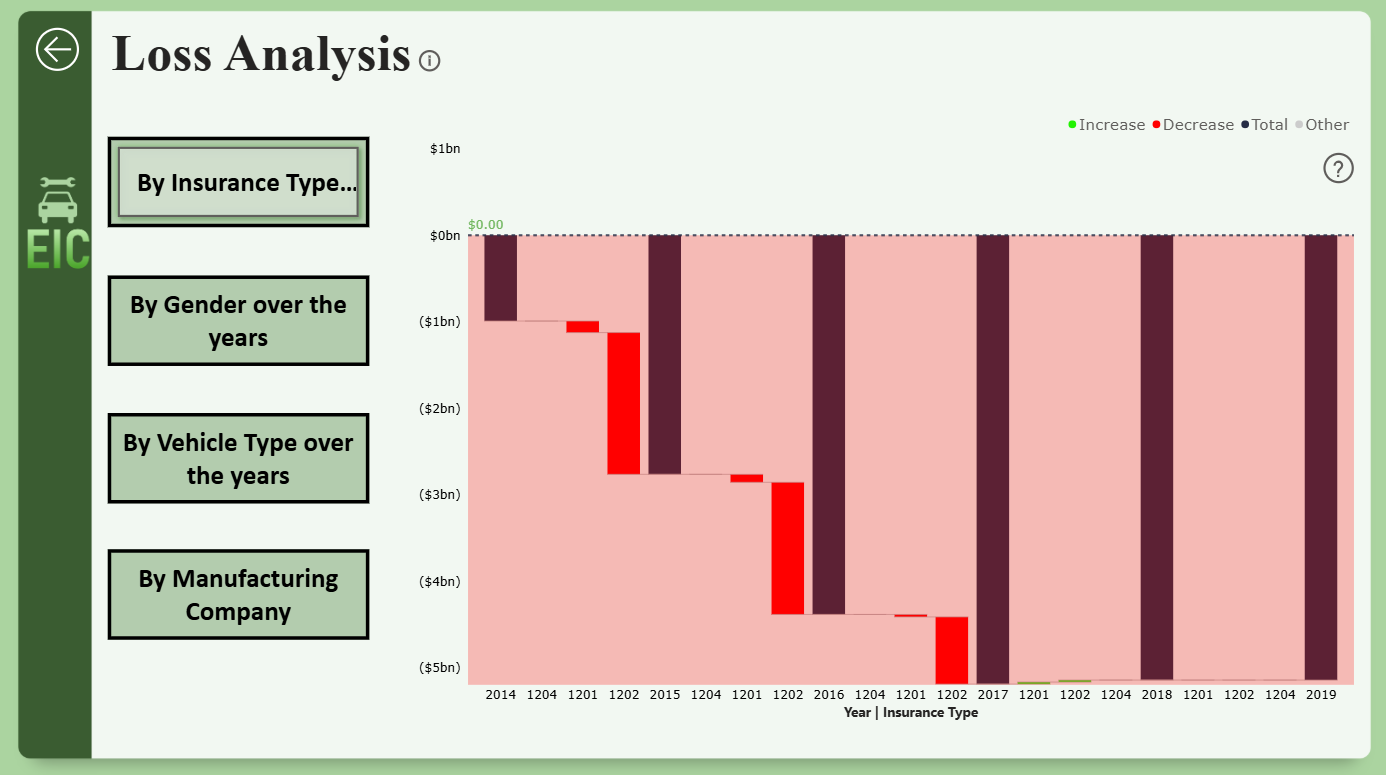 Loss Analysis
EIC
By Insurance Type...
By Gender over the
years
By Vehicle Type over
the years
By Manufacturing
Company
Increase Decrease Total Other
?
$1bn
$0.00
$0bn
($1bn)
($2bn)
($3bn)
($4bn)
($5bn)
2014 1204 1201 1202 2015 1204 1201 1202 2016 1204 1201 1202 2017 1201 1202 1204 2018 1201 1202 1204 2019
Year | Insurance Type